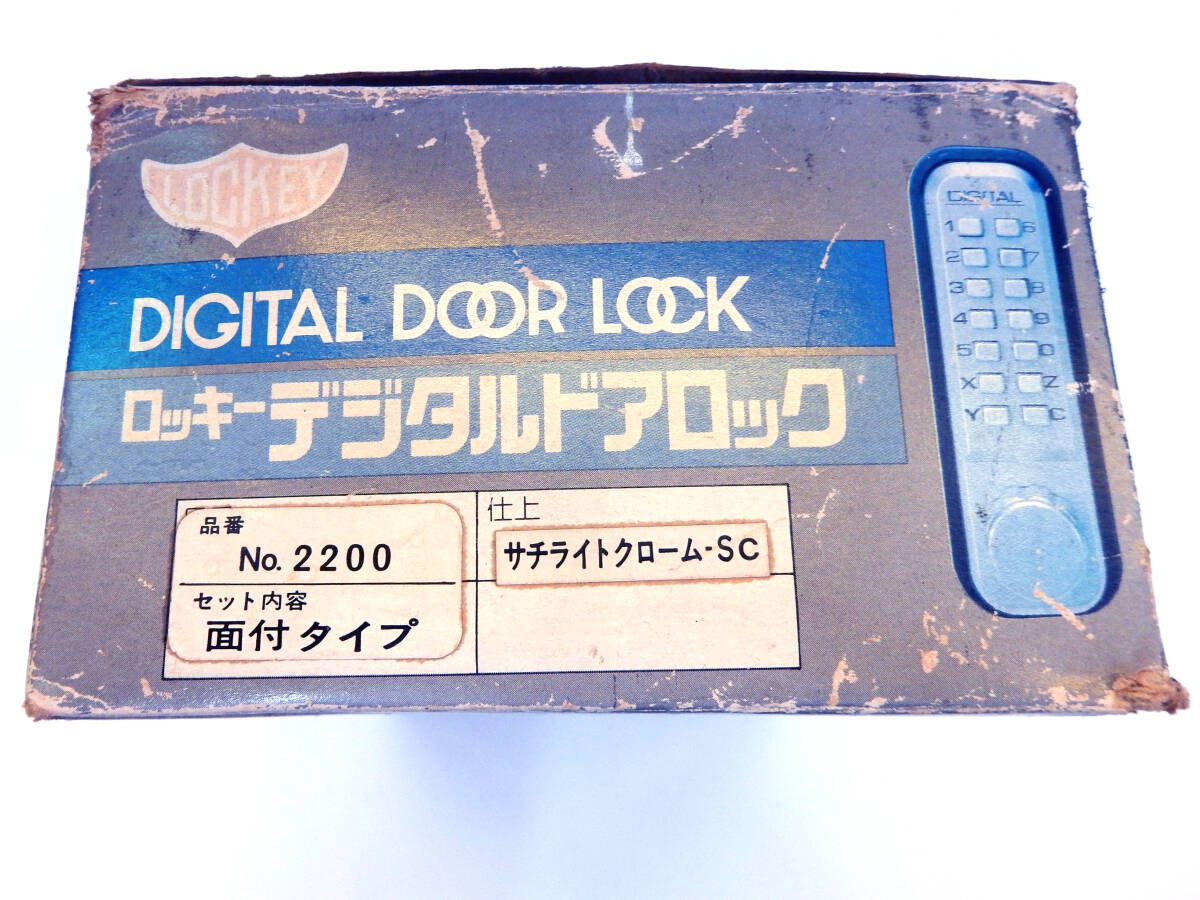 LOCKEY
DIGITAL DOOR LOCK
ロッキーデジタルドアロック
品番
No. 2200
セット内容
面付タイプ
仕上
サチライトクローム-SC
DIGITAL
1 6
2 7
3 8
4 9
5 0
X Z
Y C